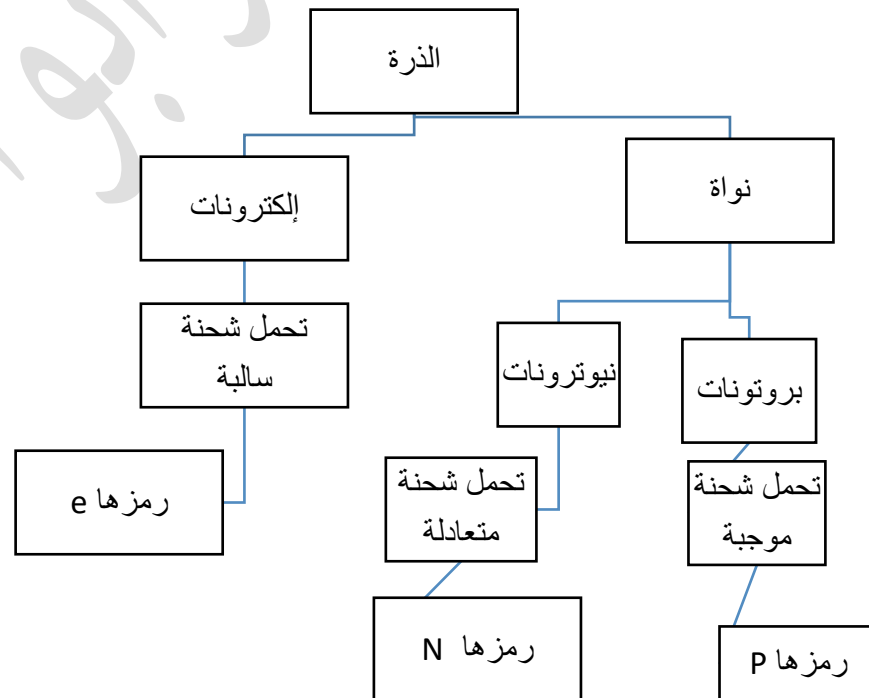 الذرة
نواة
إلكترونات
بروتونات
نيوترونات
تحمل شحنة
سالبة
تحمل شحنة
موجبة
تحمل شحنة
متعادلة
رمزها e
رمزها P
رمزها N